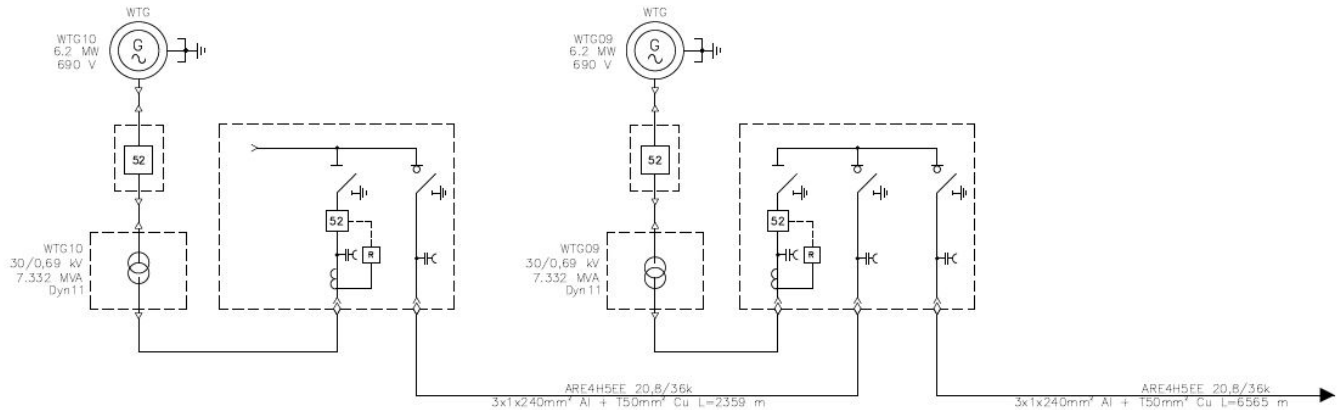 WTG
WTG10
6.2 MW
690 V
G
52
WTG10
30/0,69 kV
7.332 MVA
Dyn11
52
R
WTG
WTG09
6.2 MW
690 V
G
52
WTG09
30/0,69 kV
7.332 MVA
Dyn11
52
R
ARE4H5EE 20,8/36k
3x1x240mm² Al + T50mm² Cu L=2359 m
ARE4H5EE 20,8/36k
3x1x240mm² Al + T50mm² Cu L=6565 m